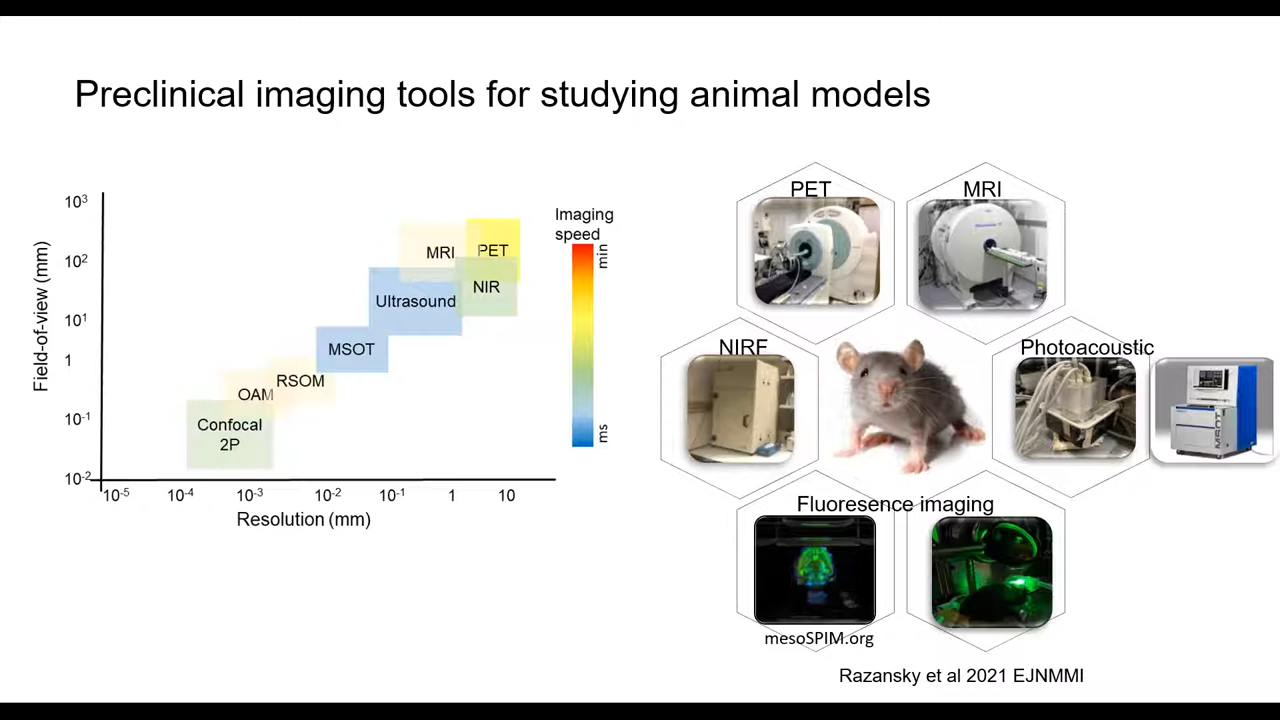 Preclinical imaging tools for studying animal models
Field-of-view (mm)
10³
10²
10¹
1
10⁻¹
10⁻²
10⁻⁵
10⁻⁴
10⁻³
10⁻²
10⁻¹
1
10
Resolution (mm)
MRI
PET
NIR
Ultrasound
MSOT
RSOM
OAM
Confocal
2P
Imaging
speed
min
ms
PET
MRI
NIRF
Photoacoustic
MSOT
Fluoresence imaging
mesoSPIM.org
Razansky et al 2021 EJNMMI